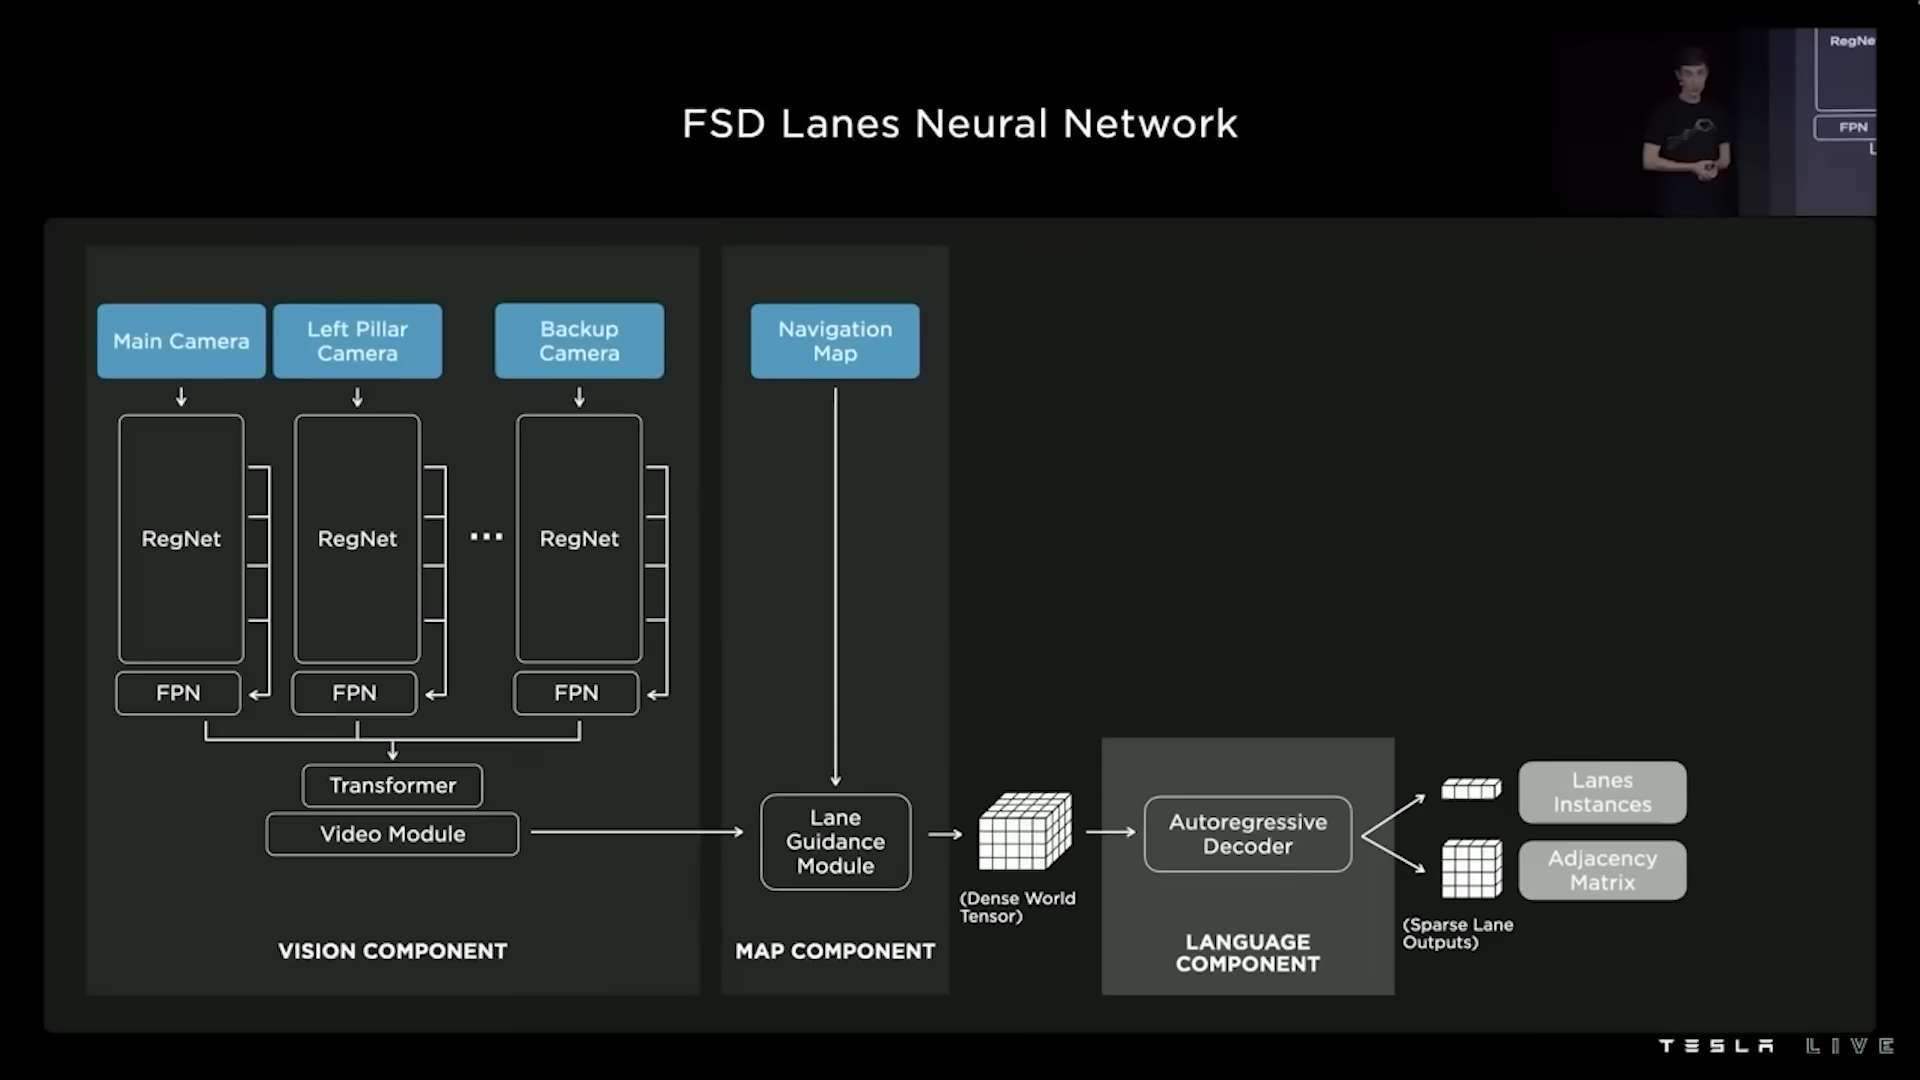 FSD Lanes Neural Network
RegNe
FPN
L
Main Camera
Left Pillar
Camera
Backup
Camera
Navigation
Map
RegNet
RegNet
...
RegNet
FPN
FPN
FPN
Transformer
Video Module
Lane
Guidance
Module
(Dense World
Tensor)
Autoregressive
Decoder
Lanes
Instances
Adjacency
Matrix
(Sparse Lane
Outputs)
VISION COMPONENT
MAP COMPONENT
LANGUAGE
COMPONENT
TESLA LIVE